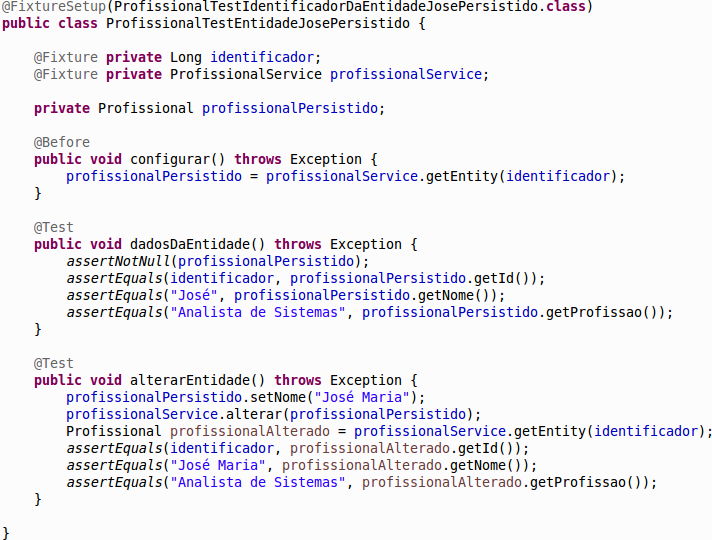 @FixtureSetup(ProfissionalTestIdentificadorDaEntidadeJosePersistido.class)
public class ProfissionalTestEntidadeJosePersistido {
@Fixture private Long identificador;
@Fixture private ProfissionalService profissionalService;
private Profissional profissionalPersistido;
@Before
public void configurar() throws Exception {
profissionalPersistido = profissionalService.getEntity(identificador);
}
@Test
public void dadosDaEntidade() throws Exception {
assertNotNull(profissionalPersistido);
assertEquals(identificador, profissionalPersistido.getId());
assertEquals("José", profissionalPersistido.getNome());
assertEquals("Analista de Sistemas", profissionalPersistido.getProfissao());
}
@Test
public void alterarEntidade() throws Exception {
profissionalPersistido.setNome("José Maria");
profissionalService.alterar(profissionalPersistido);
Profissional profissionalAlterado = profissionalService.getEntity(identificador);
assertEquals(identificador, profissionalAlterado.getId());
assertEquals("José Maria", profissionalAlterado.getNome());
assertEquals("Analista de Sistemas", profissionalAlterado.getProfissao());
}
}